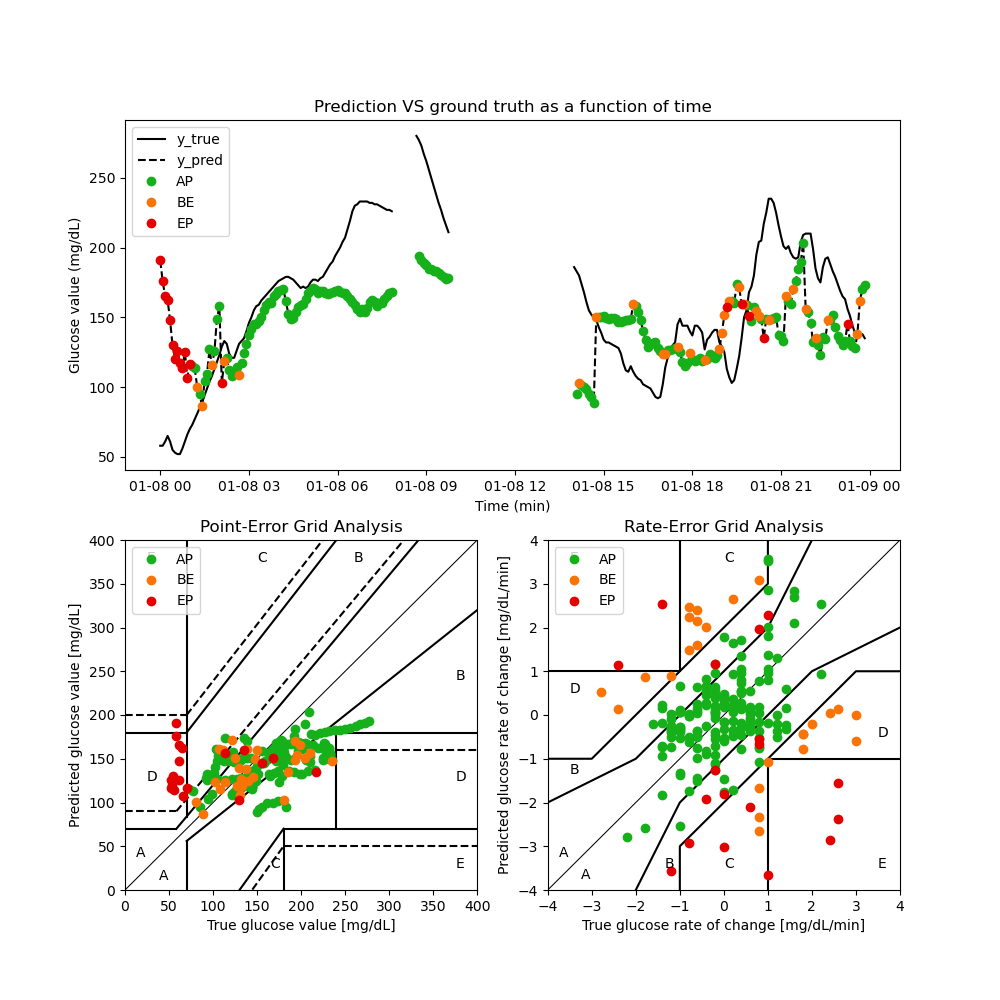 Prediction VS ground truth as a function of time
y_true
y_pred
AP
BE
EP
Glucose value (mg/dL)
250
200
150
100
50
01-08 00 01-08 03 01-08 06 01-08 09 01-08 12 01-08 15 01-08 18 01-08 21 01-09 00
Time (min)
Point-Error Grid Analysis
AP
BE
EP
C
B
B
D
D
A
A
C
E
Predicted glucose value [mg/dL]
400
350
300
250
200
150
100
50
0
0 50 100 150 200 250 300 350 400
True glucose value [mg/dL]
Rate-Error Grid Analysis
AP
BE
EP
C
D
D
B
A
A
B
C
E
Predicted glucose rate of change [mg/dL/min]
4
3
2
1
0
−1
−2
−3
−4
−4 −3 −2 −1 0 1 2 3 4
True glucose rate of change [mg/dL/min]